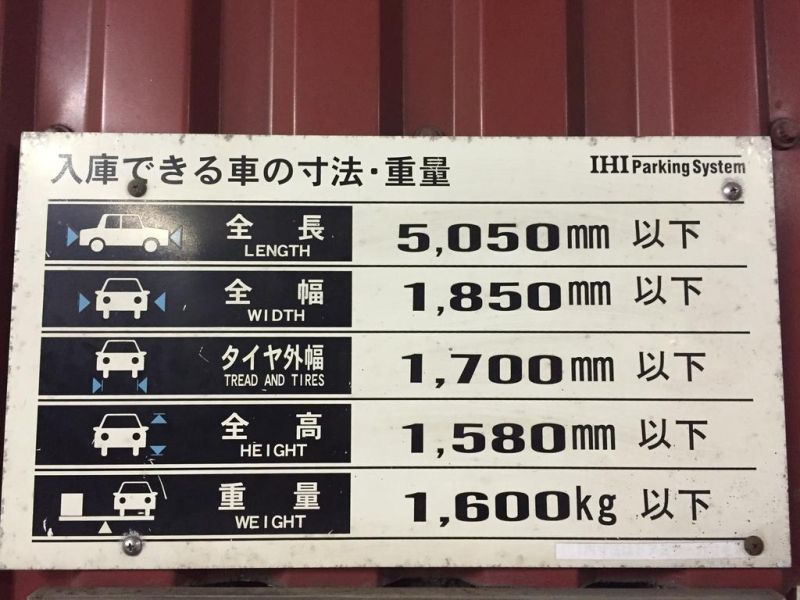 入庫できる車の寸法・重量
IHI Parking System
全長 LENGTH 5,050mm 以下
全幅 WIDTH 1,850mm 以下
タイヤ外幅 TREAD AND TIRES 1,700mm 以下
全高 HEIGHT 1,580mm 以下
重量 WEIGHT 1,600kg 以下